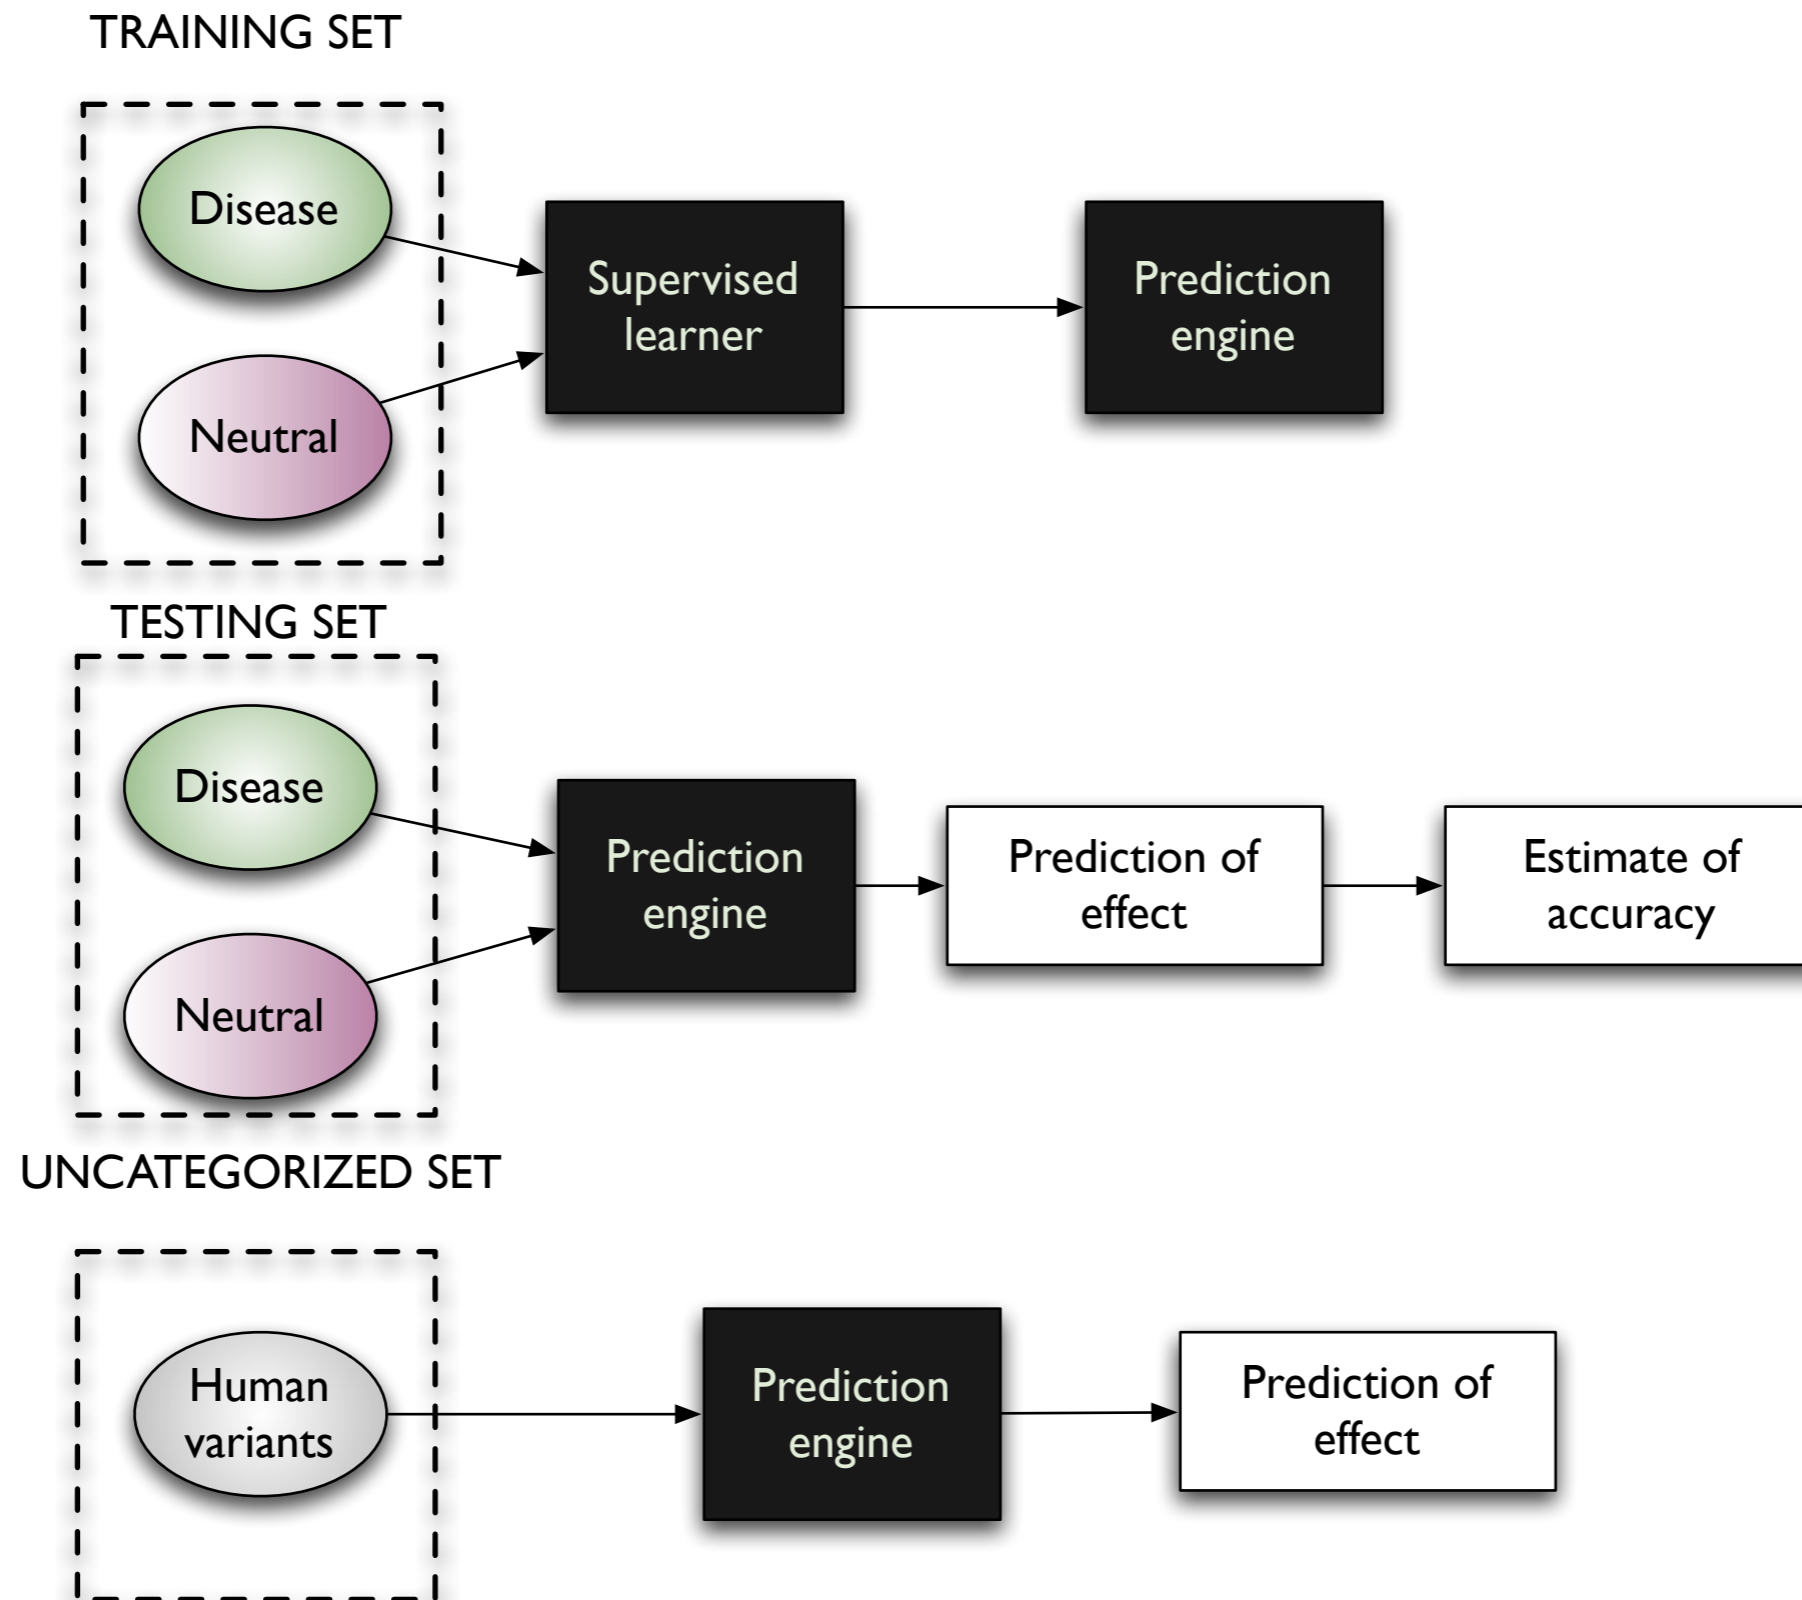 TRAINING SET
Disease
Neutral
Supervised
learner
Prediction
engine
TESTING SET
Disease
Neutral
Prediction
engine
Prediction of
effect
Estimate of
accuracy
UNCATEGORIZED SET
Human
variants
Prediction
engine
Prediction of
effect